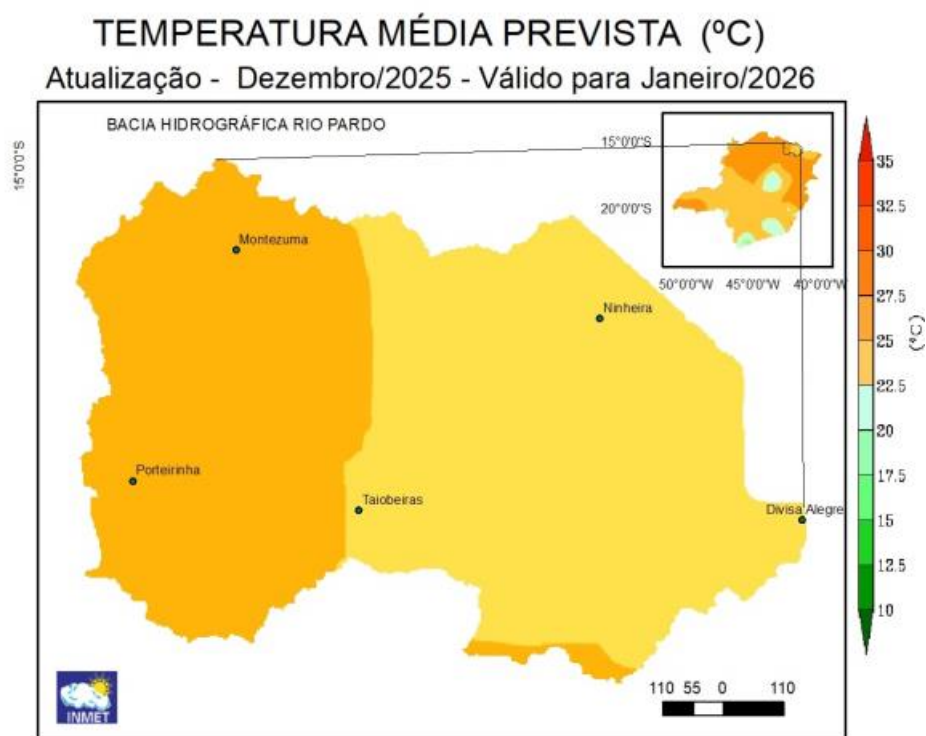 TEMPERATURA MÉDIA PREVISTA (ºC)
Atualização - Dezembro/2025 - Válido para Janeiro/2026
BACIA HIDROGRÁFICA RIO PARDO
15°0'0"S
15°0'0"S
20°0'0"S
50°0'0"W 45°0'0"W 40°0'0"W
Montezuma
Ninheira
Porteirinha
Taiobeiras
Divisa Alegre
35
32.5
30
27.5
25
22.5
20
17.5
15
12.5
10
(°C)
INMET
110 55 0 110